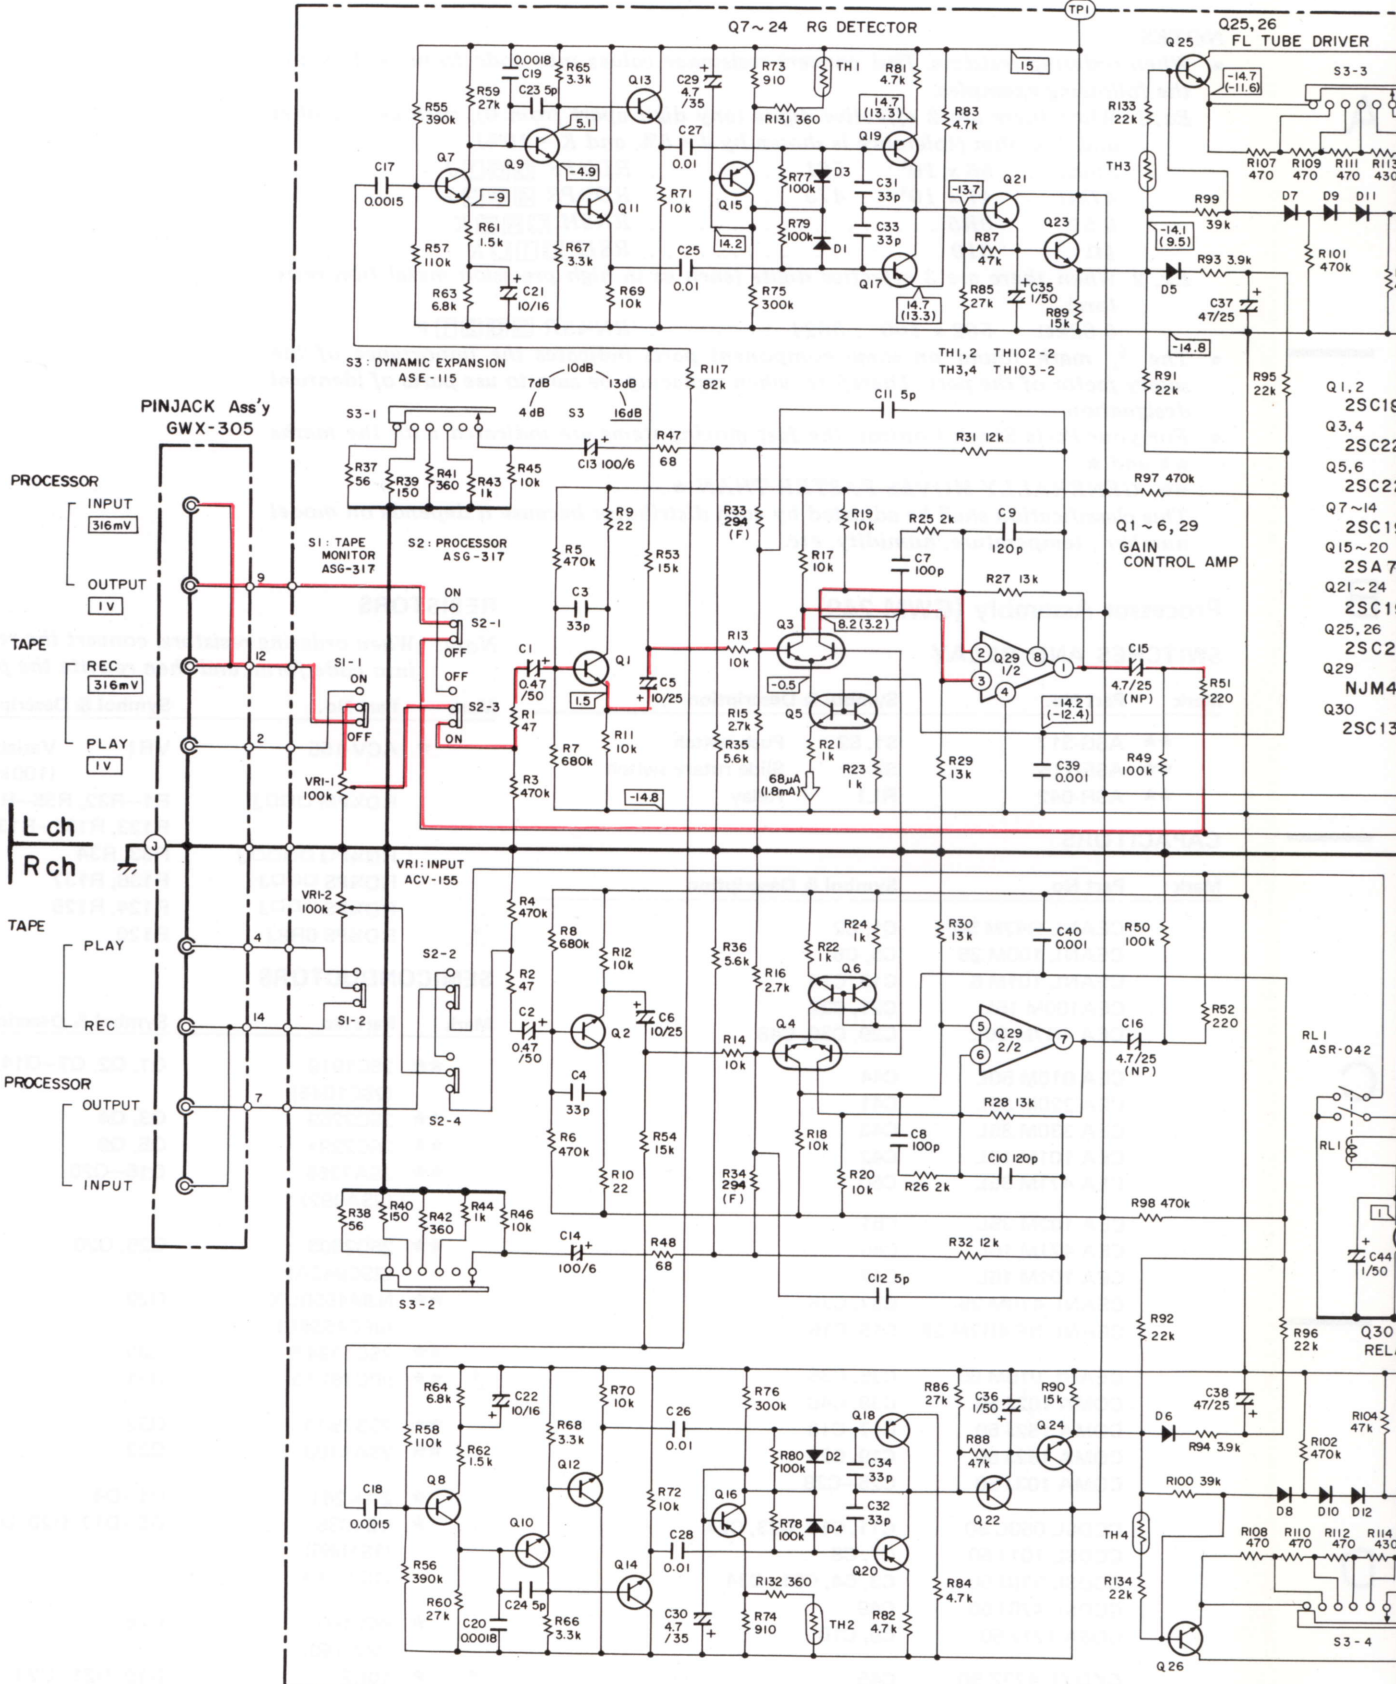 TP1
Q7~24 RG DETECTOR
Q25,26
FL TUBE DRIVER
Q25
-14.7
(-11.6)
S3-3
15
0.0018
C19
R65
3.3k
C23 5p
Q13
C29
4.7
/35
R73
910
TH1
R81
4.7k
R59
27k
R55
390k
5.1
R131 360
14.7
(13.3)
R83
4.7k
R133
22k
C27
0.01
Q19
Q7
Q9
C17
0.0015
-4.9
-9
Q11
R71
10k
Q15
R77
100k
D3
C31
33p
-13.7
Q21
TH3
R107
470
R109
470
R111
470
R113
430
R61
1.5k
R57
110k
R67
3.3k
14.2
R79
100k
D1
C33
33p
R87
47k
Q23
R99
39k
-14.1
(9.5)
D7
D9
D11
R63
6.8k
C21
10/16
R69
10k
C25
0.01
R75
300k
Q17
14.7
(13.3)
R85
27k
C35
1/50
R89
15k
D5
R93 3.9k
R101
470k
C37
47/25
-14.8
TH1,2 TH102-2
TH3,4 TH103-2
S3: DYNAMIC EXPANSION
ASE-115
10dB
7dB
13dB
4dB
S3
16dB
R117
82k
C11 5p
R91
22k
R95
22k
Q1,2
Q3,4
Q5,6
Q7~14
Q15~20
Q21~24
Q25,26
Q29
Q30
PINJACK Ass'y
GWX-305
S3-1
C13 100/6
R47
68
R31 12k
R37
56
R39
150
R41
360
R43
1k
R45
10k
R97 470k
PROCESSOR
INPUT
316mV
OUTPUT
1V
S1: TAPE
MONITOR
ASG-317
S2: PROCESSOR
ASG-317
R9
22
R5
470k
R53
15k
R33
294
(F)
R19
10k
R17
10k
R25 2k
C9
120p
C7
100p
Q1~6,29
GAIN
CONTROL AMP
R27 13k
9
ON
S2-1
OFF
C3
33p
TAPE
REC
316mV
PLAY
1V
12
2
S1-1
ON
OFF
OFF
S2-3
ON
C1
0.47
/50
R1
47
Q1
1.5
C5
10/25
R13
10k
Q3
8.2(3.2)
-0.5
2
3
Q29
1/2
8
4
1
C15
4.7/25
(NP)
R51
220
R15
2.7k
R35
5.6k
Q5
R21
1k
R23
1k
68μA
(1.8mA)
R29
13k
-14.2
(-12.4)
C39
0.001
R49
100k
VR1-1
100k
R3
470k
R7
680k
R11
10k
-14.8
L ch
R ch
J
VR1: INPUT
ACV-155
VR1-2
100k
TAPE
PLAY
4
REC
14
S1-2
S2-2
R4
470k
R8
680k
R12
10k
R2
47
R36
5.6k
R16
2.7k
R24
1k
R22
1k
Q6
R30
13k
C40
0.001
R50
100k
R52
220
C2
0.47
/50
Q2
C6
10/25
R14
10k
Q4
5
6
Q29
2/2
7
C16
4.7/25
(NP)
RL1
ASR-042
PROCESSOR
OUTPUT
7
INPUT
S2-4
C4
33p
R6
470k
R54
15k
R10
22
R34
294
(F)
R18
10k
R20
10k
C8
100p
R28 13k
C10 120p
R26 2k
RL1
R98 470k
R38
56
R40
150
R42
360
R44
1k
R46
10k
C14
100/6
R48
68
R32 12k
1
C44
1/50
S3-2
C12 5p
R92
22k
R96
22k
Q30
R64
6.8k
C22
10/16
R70
10k
R76
300k
R86
27k
C36
1/50
R90
15k
C38
47/25
R58
110k
R62
1.5k
R68
3.3k
C26
0.01
Q18
Q24
D6
R94 3.9k
R104
47k
R102
470k
Q8
Q12
R80
100k
D2
C34
33p
R88
47k
C18
0.0015
R72
10k
Q16
R78
100k
D4
C32
33p
Q22
R100 39k
D8
D10
D12
Q10
C28
0.01
TH4
R108
470
R110
470
R112
470
R114
430
R56
390k
R60
27k
C24 5p
C20
0.0018
R66
3.3k
Q14
C30
4.7
/35
R132 360
R74
910
TH2
Q20
R82
4.7k
R84
4.7k
R134
22k
Q26
S3-4